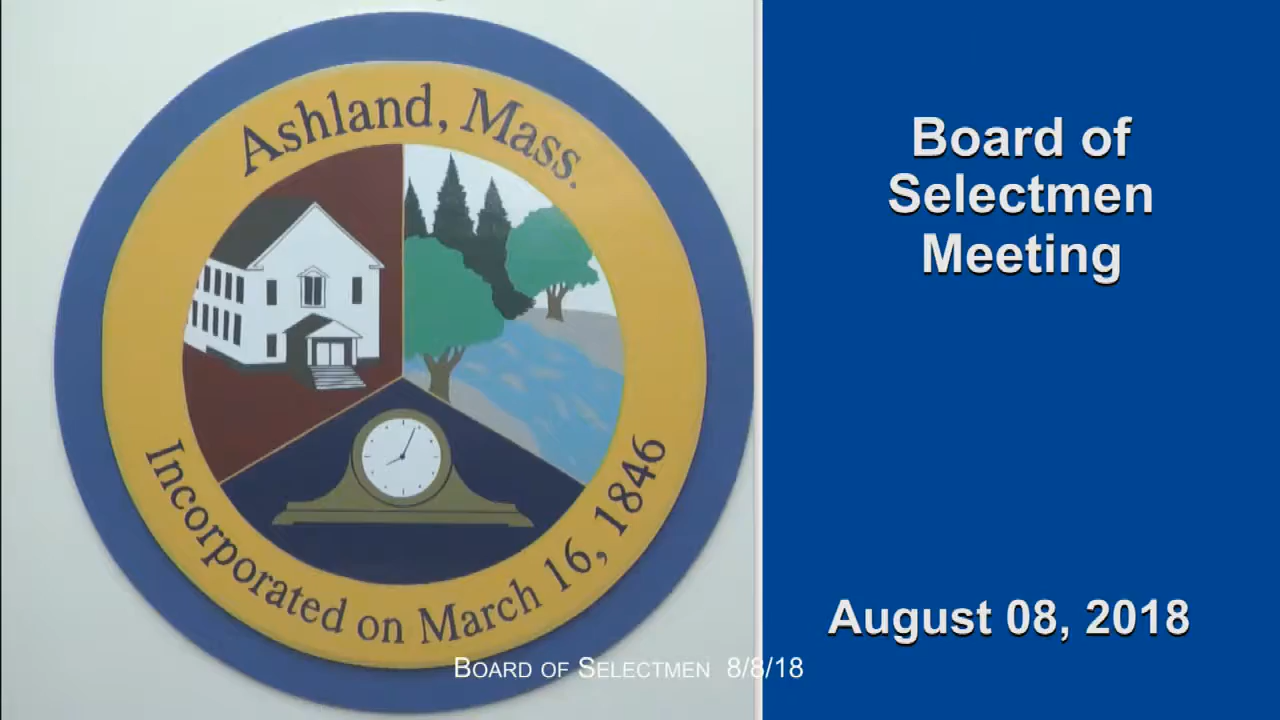 Ashland, Mass.
Incorporated on March 16, 1846
Board of
Selectmen
Meeting
August 08, 2018
BOARD OF SELECTMEN 8/8/18